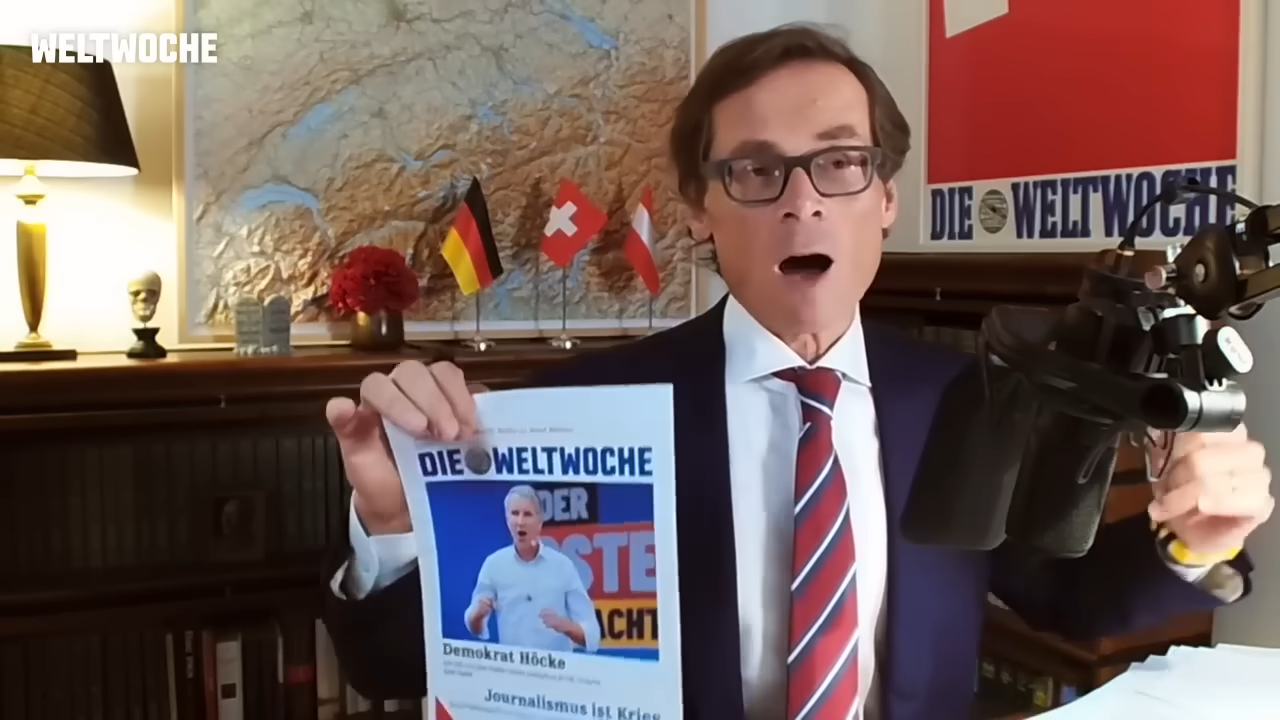 WELTWOCHE
DIE WELTWOCHE
DIE WELTWOCHE
DER
STE
ACHT
Demokrat Höcke
Journalismus ist Krieg